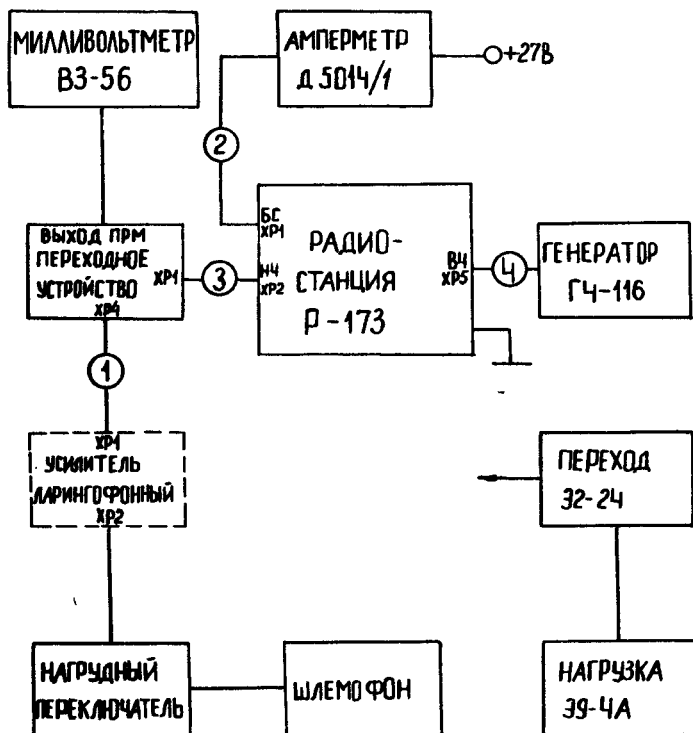 МИЛЛИВОЛЬТМЕТР
В3-56
АМПЕРМЕТР
Д 5014/1
+27В
2
ВЫХОД ПРМ
ПЕРЕХОДНОЕ
УСТРОЙСТВО
ХР1
ХР4
3
БС
ХР1
НЧ
ХР2
РАДИО-
СТАНЦИЯ
Р-173
ВЧ
ХР5
4
ГЕНЕРАТОР
Г4-116
1
ХР1
УСИЛИТЕЛЬ
ЛАРИНГОФОННЫЙ
ХР2
ПЕРЕХОД
Э2-24
НАГРУДНЫЙ
ПЕРЕКЛЮЧАТЕЛЬ
ШЛЕМОФОН
НАГРУЗКА
Э9-4А